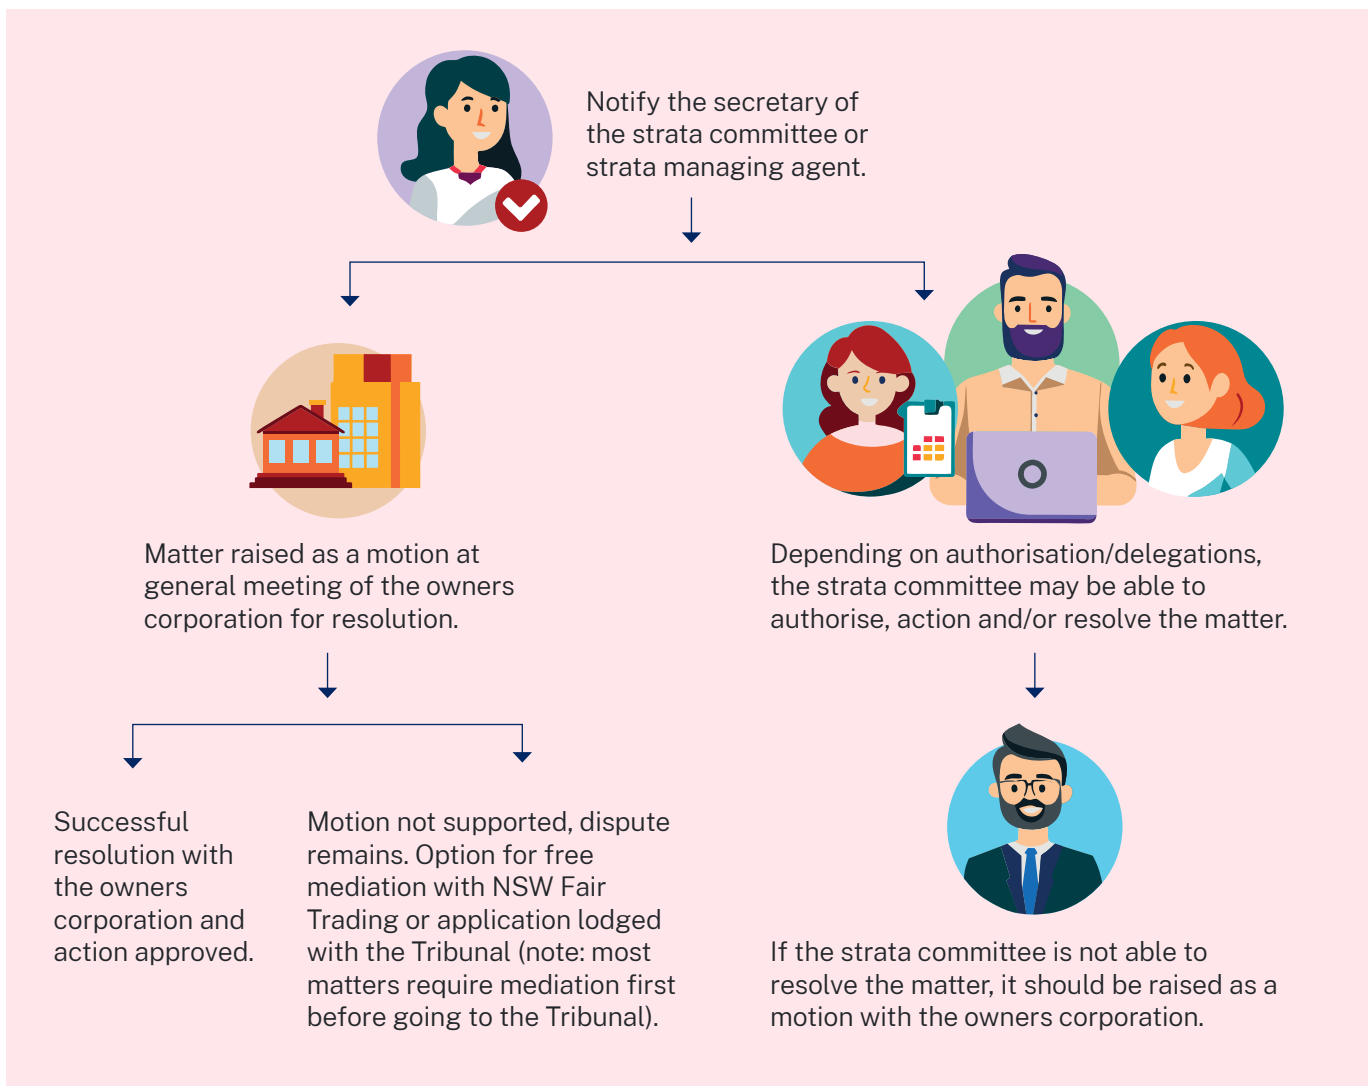 Notify the secretary of
the strata committee or
strata managing agent.
Matter raised as a motion at
general meeting of the owners
corporation for resolution.
Depending on authorisation/delegations,
the strata committee may be able to
authorise, action and/or resolve the matter.
Successful
resolution with
the owners
corporation and
action approved.
Motion not supported, dispute
remains. Option for free
mediation with NSW Fair
Trading or application lodged
with the Tribunal (note: most
matters require mediation first
before going to the Tribunal).
If the strata committee is not able to
resolve the matter, it should be raised as a
motion with the owners corporation.